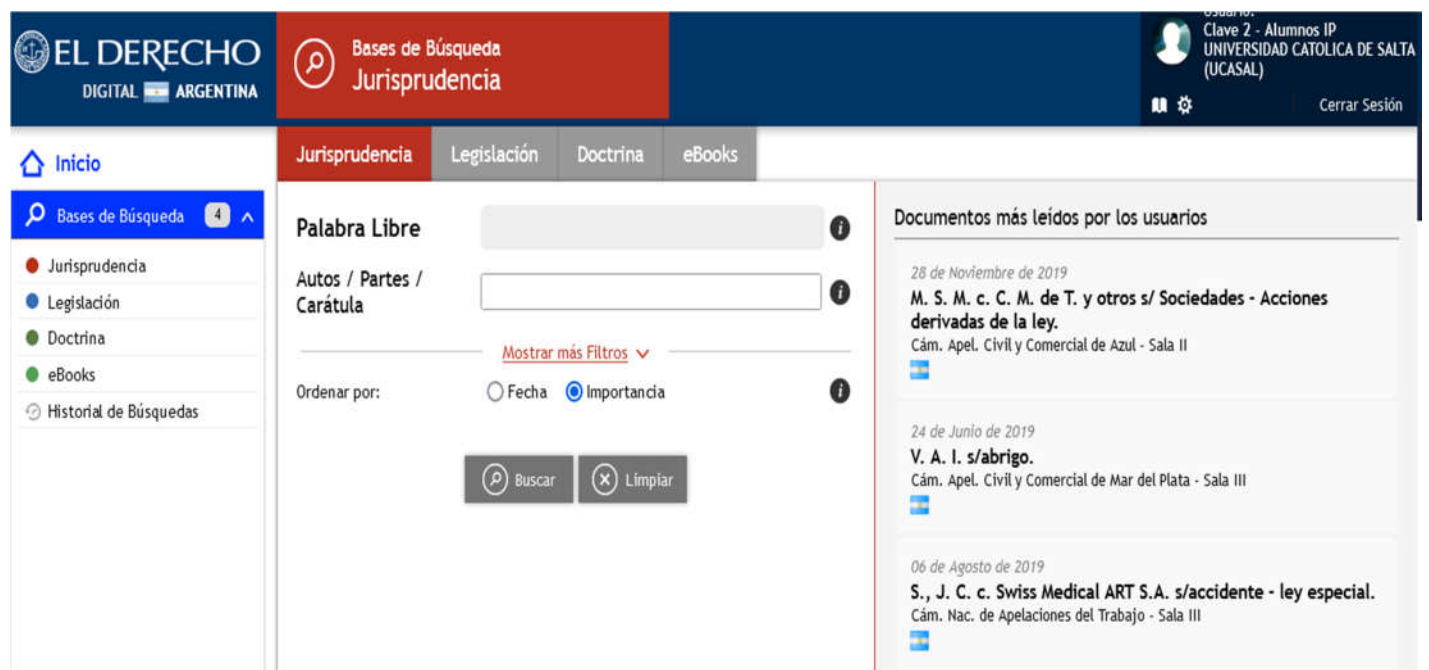 EL DERECHO
DIGITAL ARGENTINA
Bases de Búsqueda
Jurisprudencia
Usuario:
Clave 2 - Alumnos IP
UNIVERSIDAD CATOLICA DE SALTA
(UCASAL)
Cerrar Sesión
Inicio
Bases de Búsqueda 4
Jurisprudencia
Legislación
Doctrina
eBooks
Historial de Búsquedas
Jurisprudencia Legislación Doctrina eBooks
Palabra Libre
Autos / Partes /
Carátula
Mostrar más Filtros
Ordenar por: Fecha Importancia
Buscar Limpiar
Documentos más leídos por los usuarios
28 de Noviembre de 2019
M. S. M. c. C. M. de T. y otros s/ Sociedades - Acciones
derivadas de la ley.
Cám. Apel. Civil y Comercial de Azul - Sala II
24 de Junio de 2019
V. A. I. s/abrigo.
Cám. Apel. Civil y Comercial de Mar del Plata - Sala III
06 de Agosto de 2019
S., J. C. c. Swiss Medical ART S.A. s/accidente - ley especial.
Cám. Nac. de Apelaciones del Trabajo - Sala III